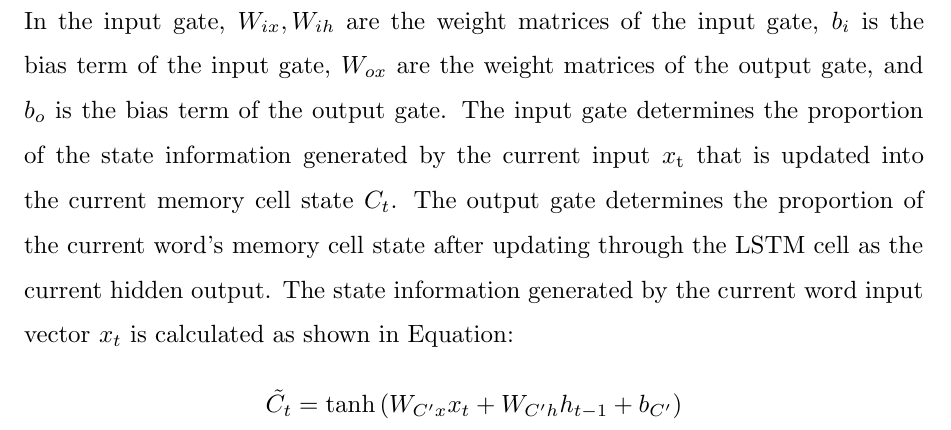 In the input gate, $W_{ix}, W_{ih}$ are the weight matrices of the input gate, $b_i$ is the
bias term of the input gate, $W_{ox}$ are the weight matrices of the output gate, and
$b_o$ is the bias term of the output gate. The input gate determines the proportion
of the state information generated by the current input $x_{\mathrm{t}}$ that is updated into
the current memory cell state $C_t$. The output gate determines the proportion of
the current word's memory cell state after updating through the LSTM cell as the
current hidden output. The state information generated by the current word input
vector $x_t$ is calculated as shown in Equation:
$\tilde{C}_t = \tanh\left(W_{C'x}x_t + W_{C'h}h_{t-1} + b_{C'}\right)$